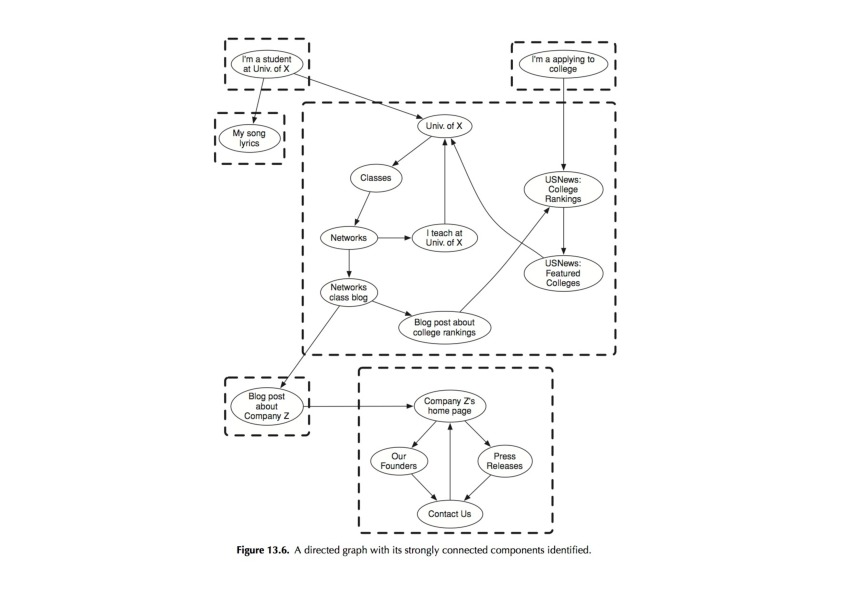 I'm a student
at Univ. of X
I'm a applying to
college
My song
lyrics
Univ. of X
Classes
USNews:
College
Rankings
Networks
I teach at
Univ. of X
USNews:
Featured
Colleges
Networks
class blog
Blog post about
college rankings
Blog post
about
Company Z
Company Z's
home page
Our
Founders
Press
Releases
Contact Us
Figure 13.6. A directed graph with its strongly connected components identified.